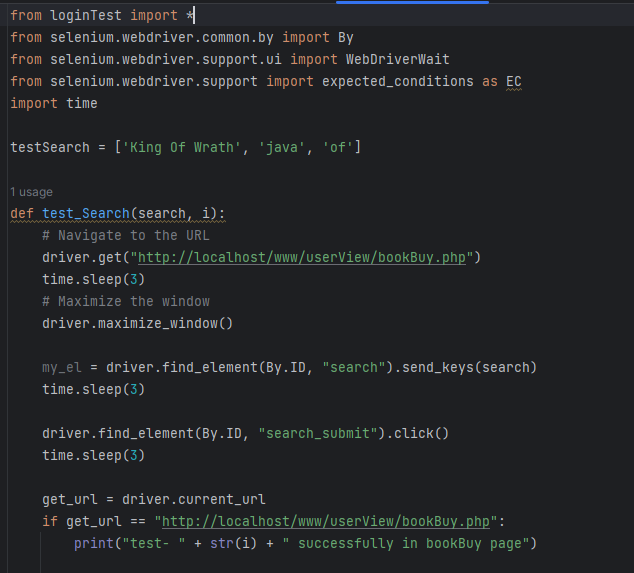 from loginTest import *
from selenium.webdriver.common.by import By
from selenium.webdriver.support.ui import WebDriverWait
from selenium.webdriver.support import expected_conditions as EC
import time
testSearch = ['King Of Wrath', 'java', 'of']
1 usage
def test_Search(search, i):
    # Navigate to the URL
    driver.get("http://localhost/www/userView/bookBuy.php")
    time.sleep(3)
    # Maximize the window
    driver.maximize_window()
    my_el = driver.find_element(By.ID, "search").send_keys(search)
    time.sleep(3)
    driver.find_element(By.ID, "search_submit").click()
    time.sleep(3)
    get_url = driver.current_url
    if get_url == "http://localhost/www/userView/bookBuy.php":
        print("test- " + str(i) + " successfully in bookBuy page")